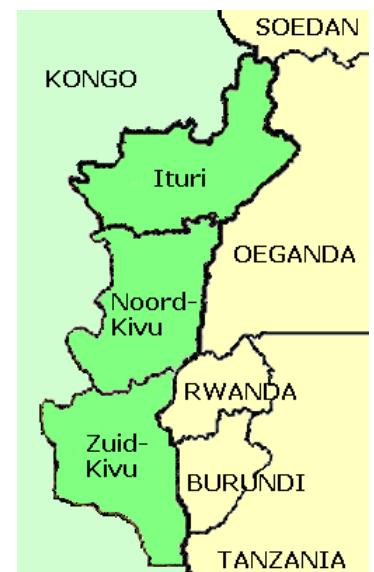 SOEDAN
KONGO
Ituri
OEGANDA
Noord-
Kivu
RWANDA
Zuid-
Kivu
BURUNDI
TANZANIA